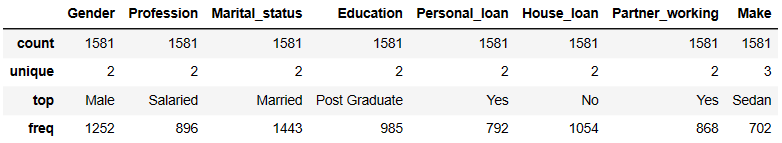 Gender Profession Marital_status Education Personal_loan House_loan Partner_working Make
count 1581 1581 1581 1581 1581 1581 1581 1581
unique 2 2 2 2 2 2 2 3
top Male Salaried Married Post Graduate Yes No Yes Sedan
freq 1252 896 1443 985 792 1054 868 702